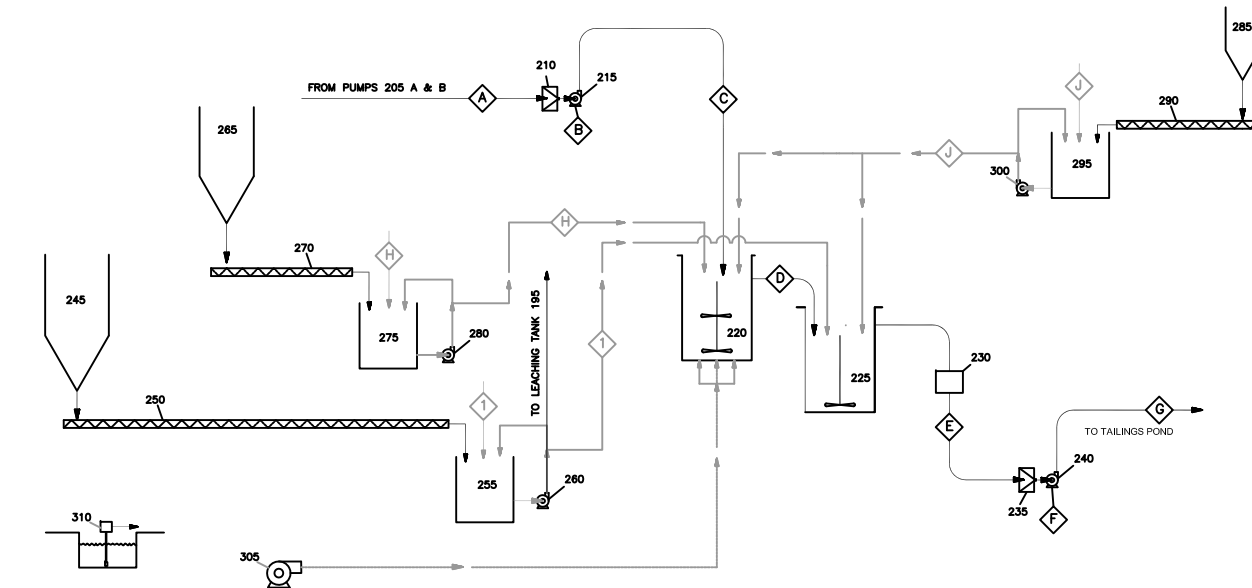 285
210
215
FROM PUMPS 205 A & B
A
C
J
290
B
265
J
295
300
H
270
H
D
245
TO LEACHING TANK 195
220
275
280
1
225
230
250
1
E
G
TO TAILINGS POND
255
260
240
235
F
310
305